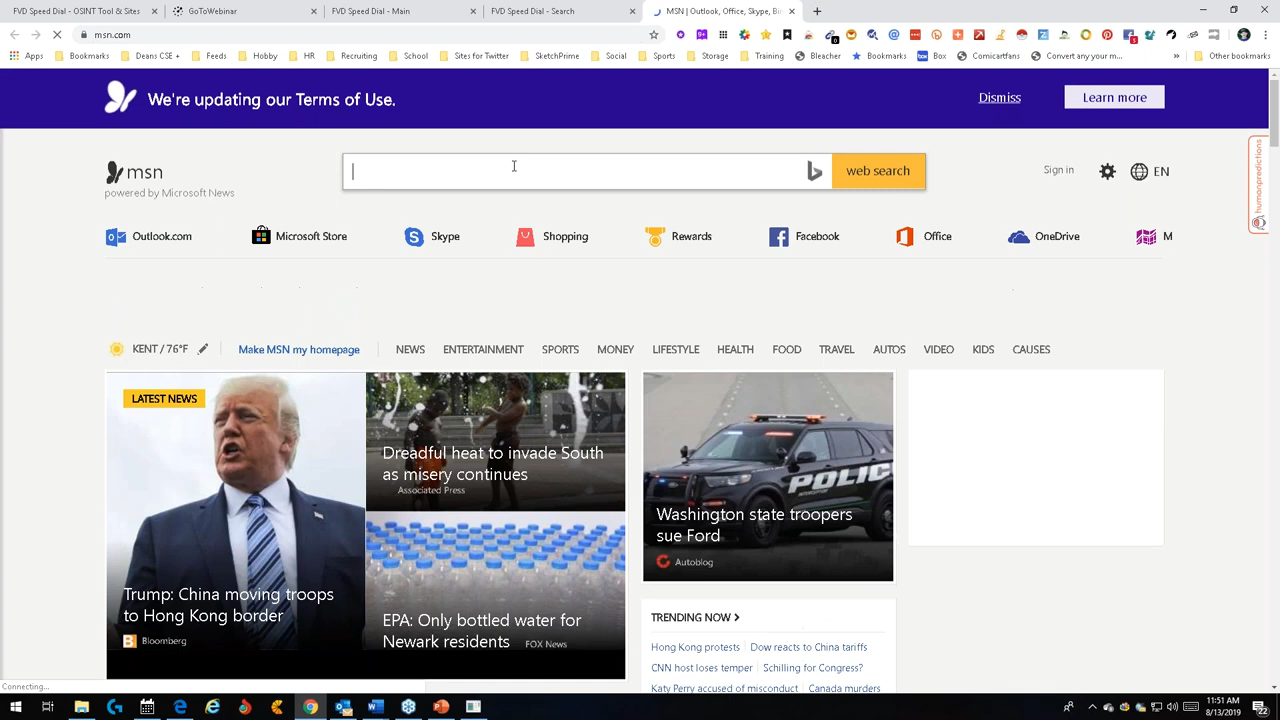 FVD Speed Dial - OSINT Tool & Sites
GoToWebinar
FVD Speed Dial - Main
FVD Speed Dial - Search
MSN | Outlook, Office, Skype, Bi
msn.com
Apps
Bookmarks
Deans CSE +
Feeds
Hobby
HR
Recruiting
School
Sites for Twitter
SketchPrime
Social
Sports
Storage
Training
Bleacher
Bookmarks
Box
Comicartfans
Convert any your m...
Other bookmarks
We're updating our Terms of Use.
Dismiss
Learn more
msn
powered by Microsoft News
web search
Sign in
EN
humanpredictions
Outlook.com
Microsoft Store
Skype
Shopping
Rewards
Facebook
Office
OneDrive
M
KENT / 76°F
Make MSN my homepage
NEWS
ENTERTAINMENT
SPORTS
MONEY
LIFESTYLE
HEALTH
FOOD
TRAVEL
AUTOS
VIDEO
KIDS
CAUSES
LATEST NEWS
Trump: China moving troops
to Hong Kong border
Bloomberg
Dreadful heat to invade South
as misery continues
Associated Press
EPA: Only bottled water for
Newark residents
FOX News
POLICE
Washington state troopers
sue Ford
Autoblog
TRENDING NOW
Hong Kong protests
Dow reacts to China tariffs
CNN host loses temper
Schilling for Congress?
Katy Perry accused of misconduct
Canada murders
Connecting...
11:51 AM
8/13/2019
22